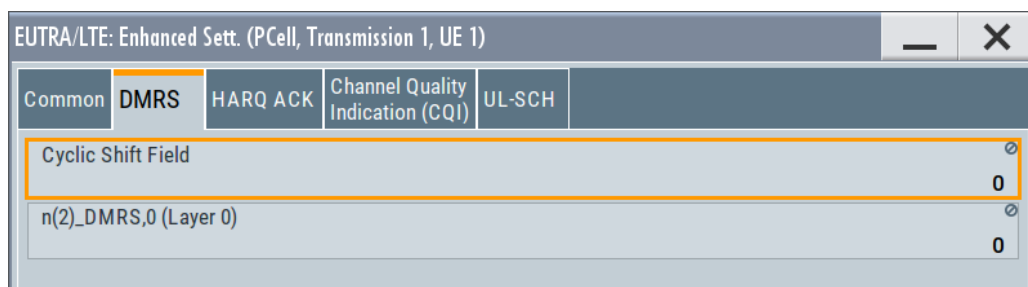 EUTRA/LTE: Enhanced Sett. (PCell, Transmission 1, UE 1)
Common DMRS HARQ ACK Channel Quality Indication (CQI) UL-SCH
Cyclic Shift Field
0
n(2)_DMRS,0 (Layer 0)
0